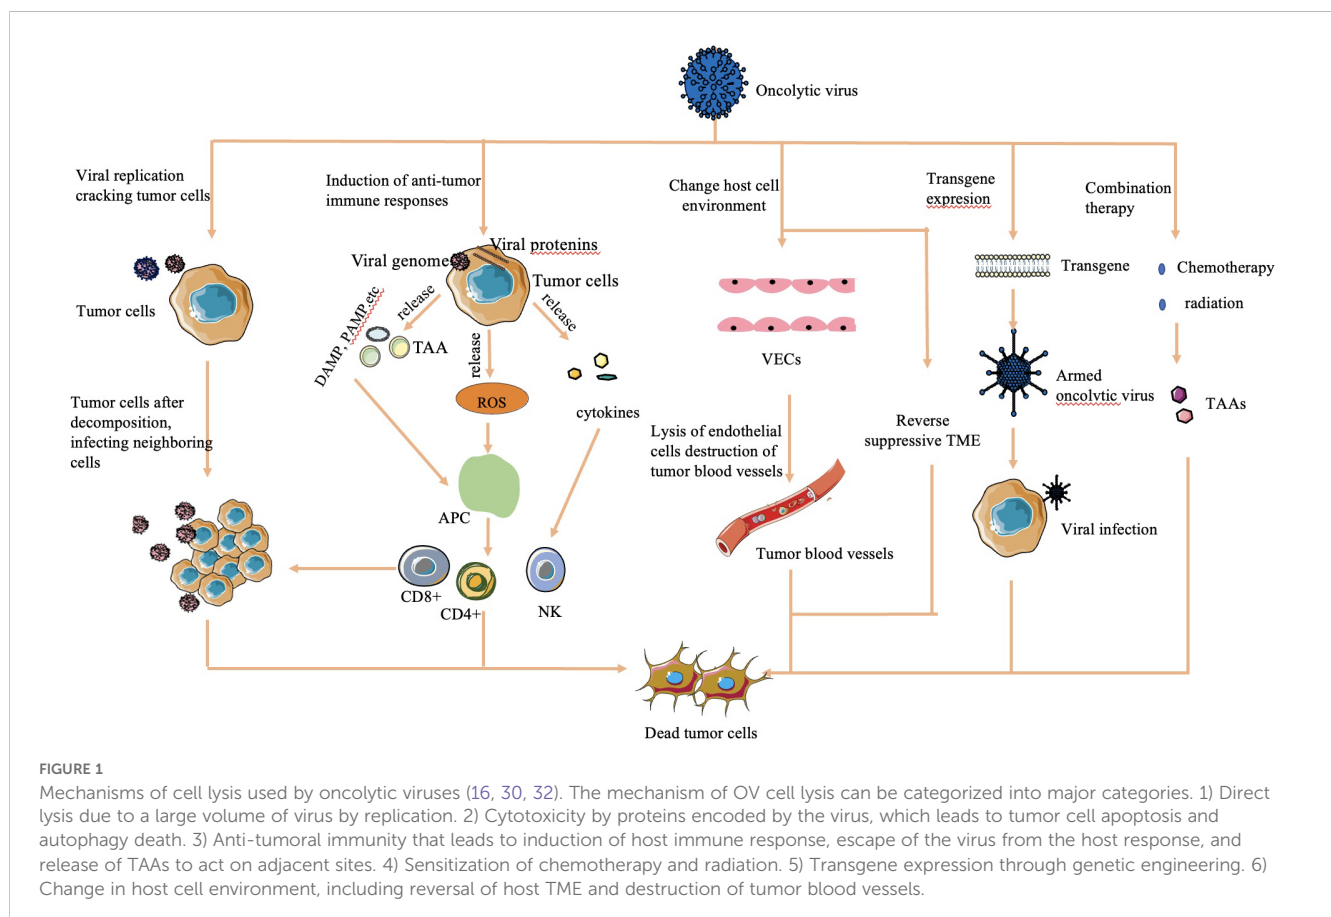 Oncolytic virus
Viral replication
cracking tumor cells
Induction of anti-tumor
immune responses
Change host cell
environment
Transgene
expresion
Combination
therapy
Viral protenins
Viral genome
Tumor cells
Tumor cells
DAMP, PAMP,etc
release
TAA
release
release
ROS
cytokines
VECs
Transgene
Chemotherapy
radiation
Armed
oncolvtic virus
TAAs
Tumor cells after
decomposition,
infecting neighboring
cells
Lysis of endothelial
cells destruction of
tumor blood vessels
Reverse
suppressive TME
APC
Tumor blood vessels
Viral infection
CD8+
CD4+
NK
Dead tumor cells
FIGURE 1
Mechanisms of cell lysis used by oncolytic viruses (16, 30, 32). The mechanism of OV cell lysis can be categorized into major categories. 1) Direct
lysis due to a large volume of virus by replication. 2) Cytotoxicity by proteins encoded by the virus, which leads to tumor cell apoptosis and
autophagy death. 3) Anti-tumoral immunity that leads to induction of host immune response, escape of the virus from the host response, and
release of TAAs to act on adjacent sites. 4) Sensitization of chemotherapy and radiation. 5) Transgene expression through genetic engineering. 6)
Change in host cell environment, including reversal of host TME and destruction of tumor blood vessels.